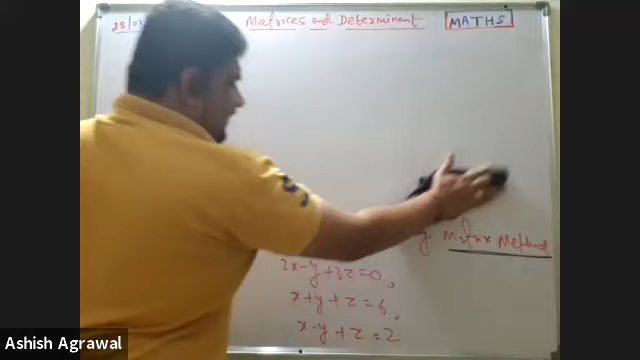 28/07
Matrices and Determinant
MATHS
Matrix Method
2x-y+3z=0,
x+y+z=6,
x-y+z=2
Ashish Agrawal